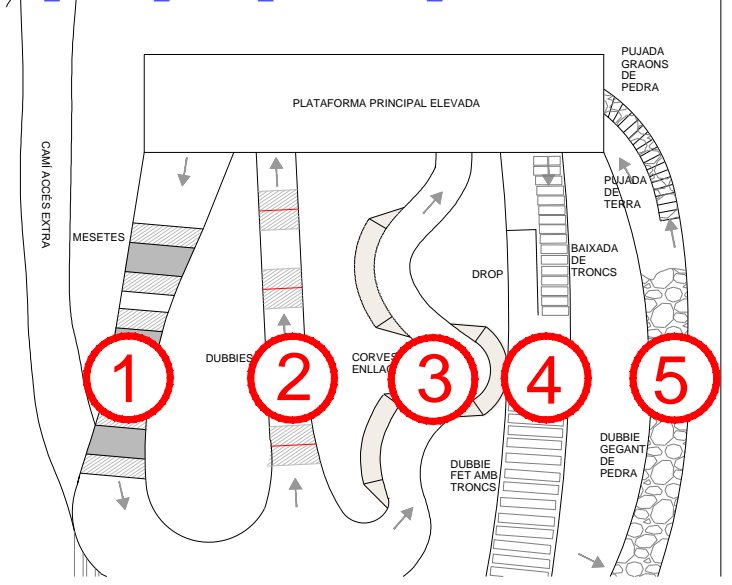 PUJADA
GRAONS
DE
PEDRA
PLATAFORMA PRINCIPAL ELEVADA
CAMÍ ACCÉS EXTRA
PUJADA
DE
TERRA
MESETES
BAIXADA
DE
TRONCS
DROP
DUBBIES
CORVES
1
2
3
4
5
DUBBIE
GEGANT
DE
PEDRA
DUBBIE
FET AMB
TRONCS